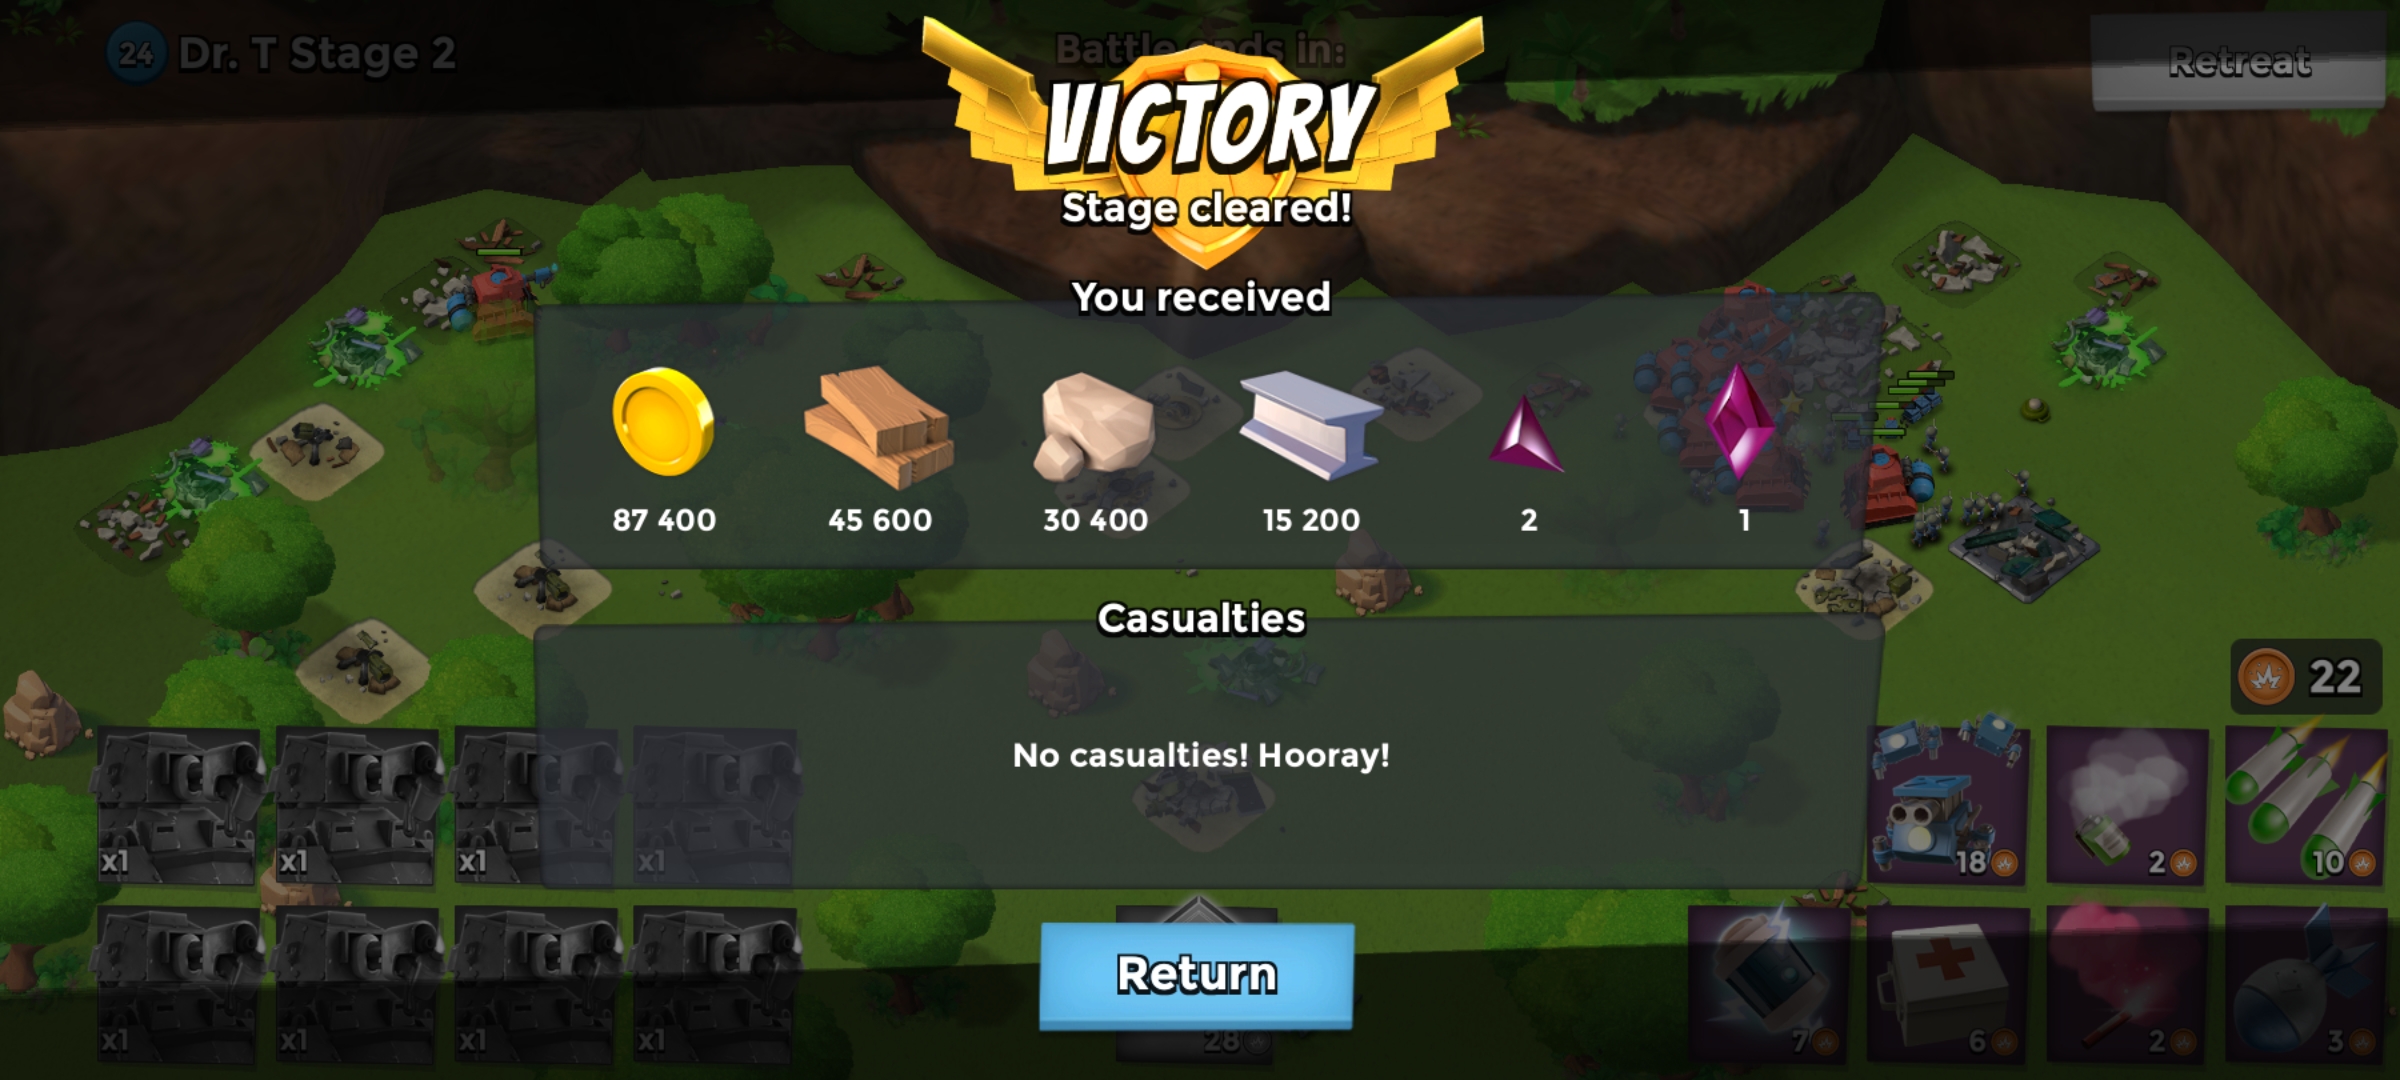 24 Dr. T Stage 2
Battle ends in:
Retreat
VICTORY
Stage cleared!
You received
87 400 45 600 30 400 15 200 2 1
Casualties
No casualties! Hooray!
22
x1 x1 x1 x1
18 2 10
Return
x1 x1 x1 x1
28
7 6 2 3